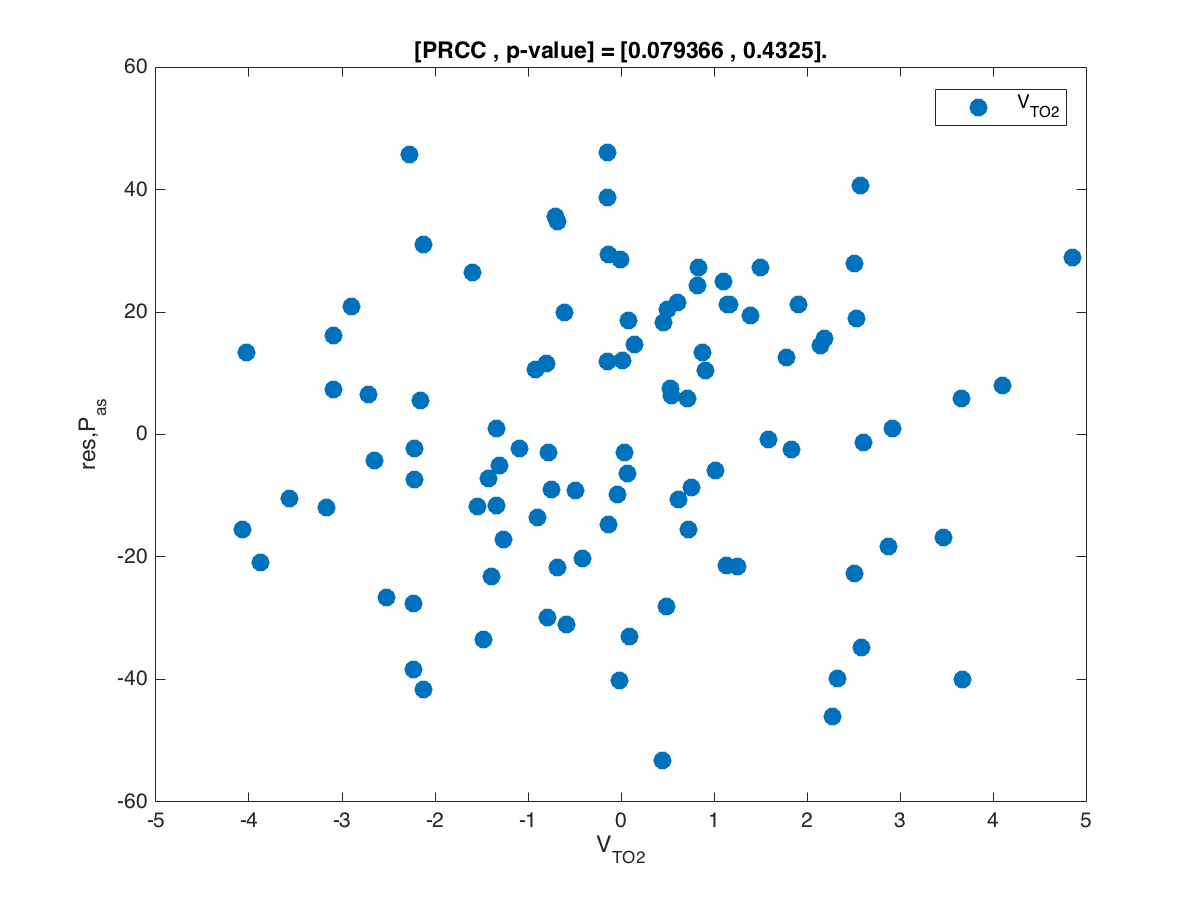 [PRCC , p-value] = [0.079366 , 0.4325].
60
V_TO2
40
20
0
res,P_as
-20
-40
-60
-5 -4 -3 -2 -1 0 1 2 3 4 5
V_TO2